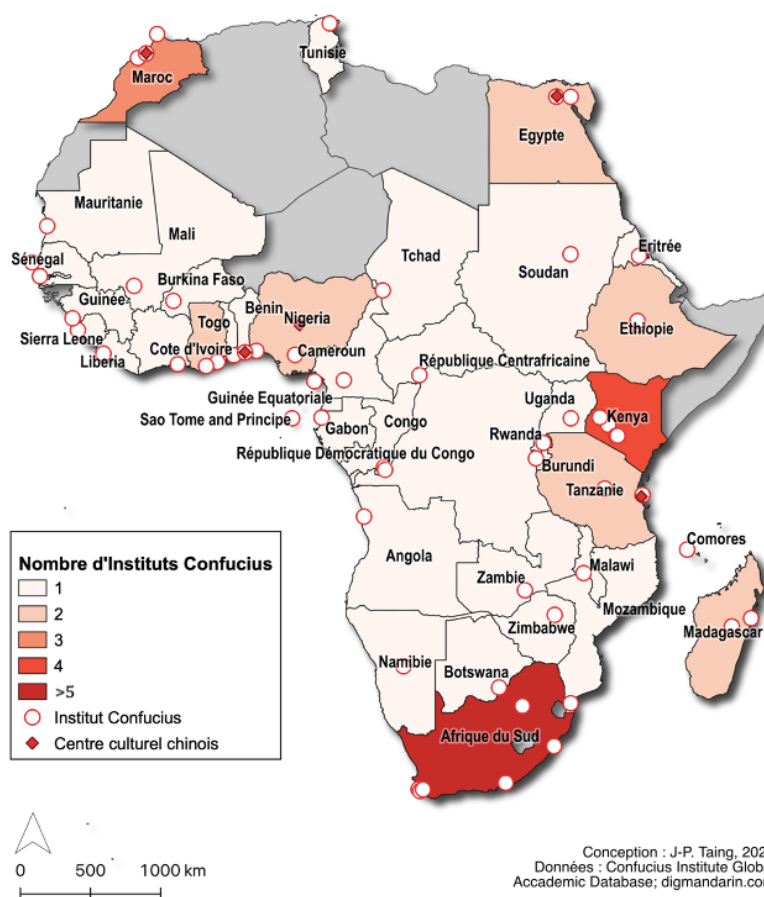 Tunisie
Maroc
Egypte
Mauritanie
Mali
Tchad
Soudan
Eritrée
Sénégal
Burkina Faso
Guinée
Benin
Nigeria
Togo
Ethiopie
Sierra Leone
Cote d'Ivoire
Liberia
Cameroun
République Centrafricaine
Guinée Equatoriale
Uganda
Kenya
Sao Tome and Principe
Congo
Gabon
Rwanda
République Démocratique du Congo
Burundi
Tanzanie
Comores
Angola
Malawi
Zambie
Mozambique
Zimbabwe
Madagascar
Namibie
Botswana
Afrique du Sud
Nombre d'Instituts Confucius
1
2
3
4
>5
Institut Confucius
Centre culturel chinois
0 500 1000 km
Conception : J-P. Taing, 202
Données : Confucius Institute Globa
Accademic Database; digmandarin.com